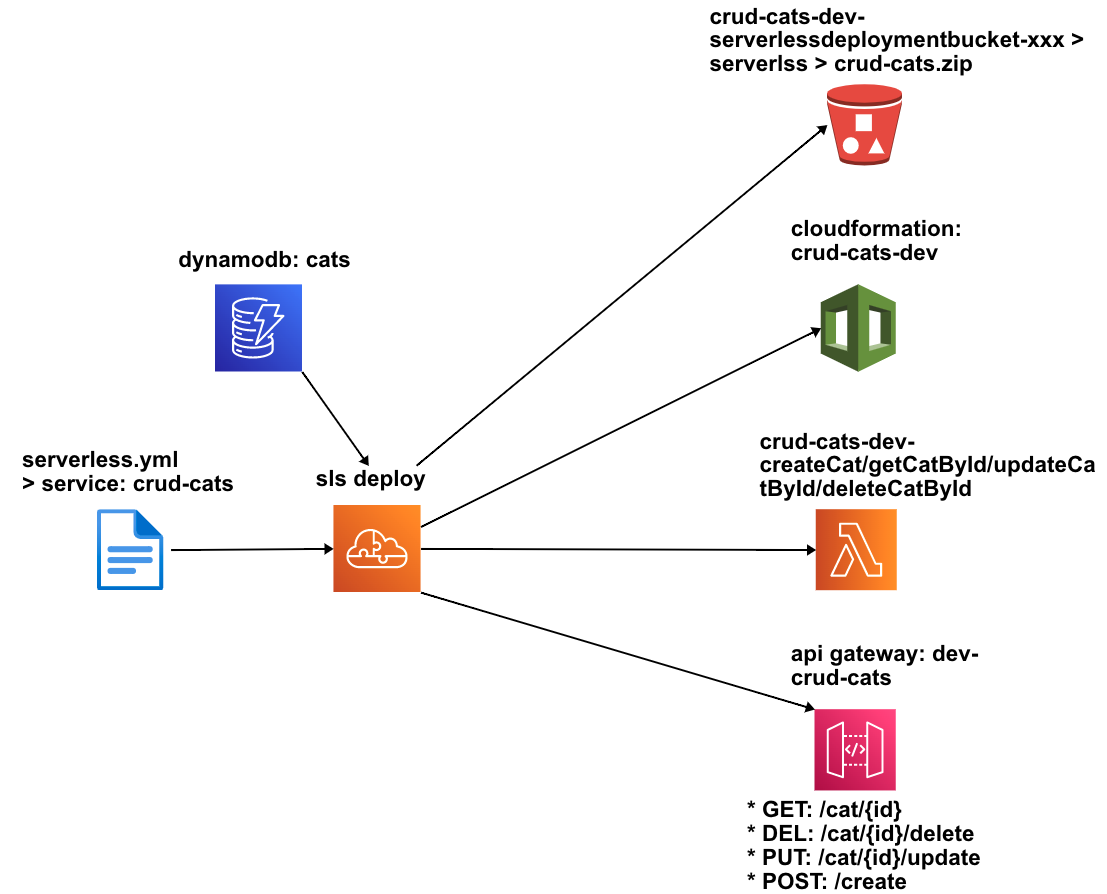 crud-cats-dev-
serverlessdeploymentbucket-xxx >
serverlss > crud-cats.zip
cloudformation:
crud-cats-dev
dynamodb: cats
serverless.yml
> service: crud-cats
sls deploy
crud-cats-dev-
createCat/getCatById/updateCa
tById/deleteCatById
api gateway: dev-
crud-cats
</>
* GET: /cat/{id}
* DEL: /cat/{id}/delete
* PUT: /cat/{id}/update
* POST: /create